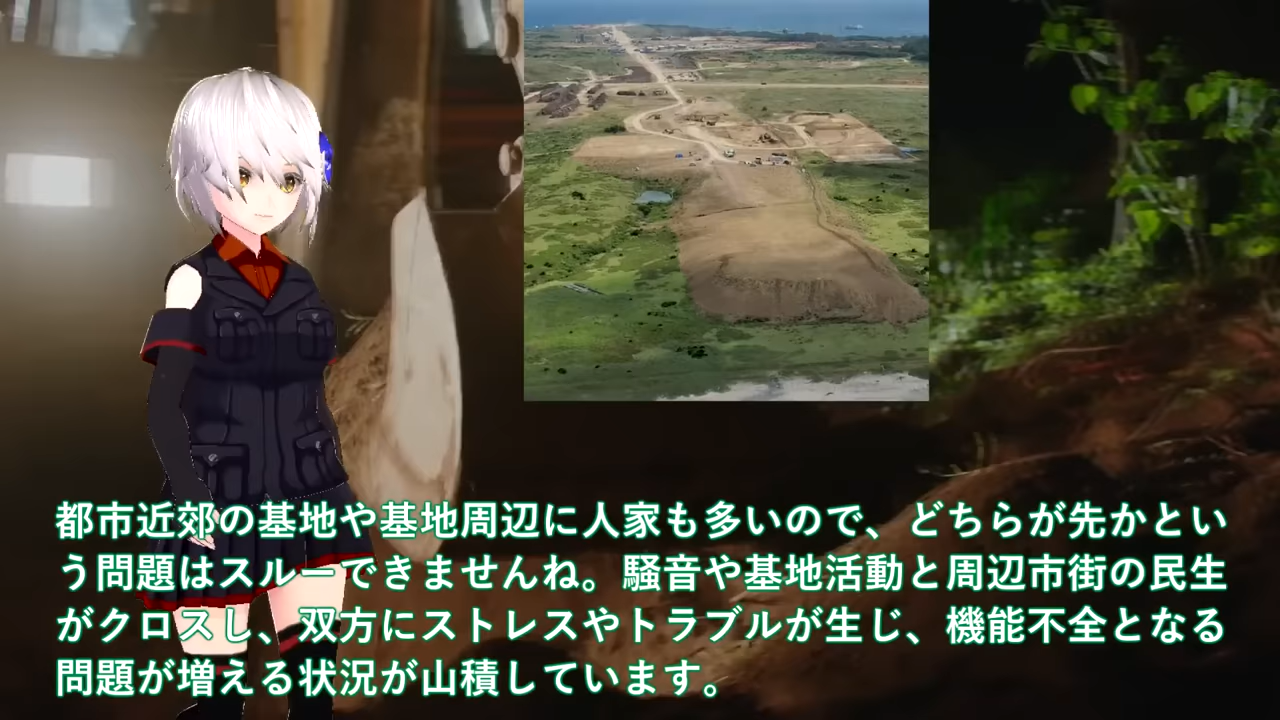 都市近郊の基地や基地周辺に人家も多いので、どちらが先かとい
う問題はスルーできませんね。騒音や基地活動と周辺市街の民生
がクロスし、双方にストレスやトラブルが生じ、機能不全となる
問題が増える状況が山積しています。